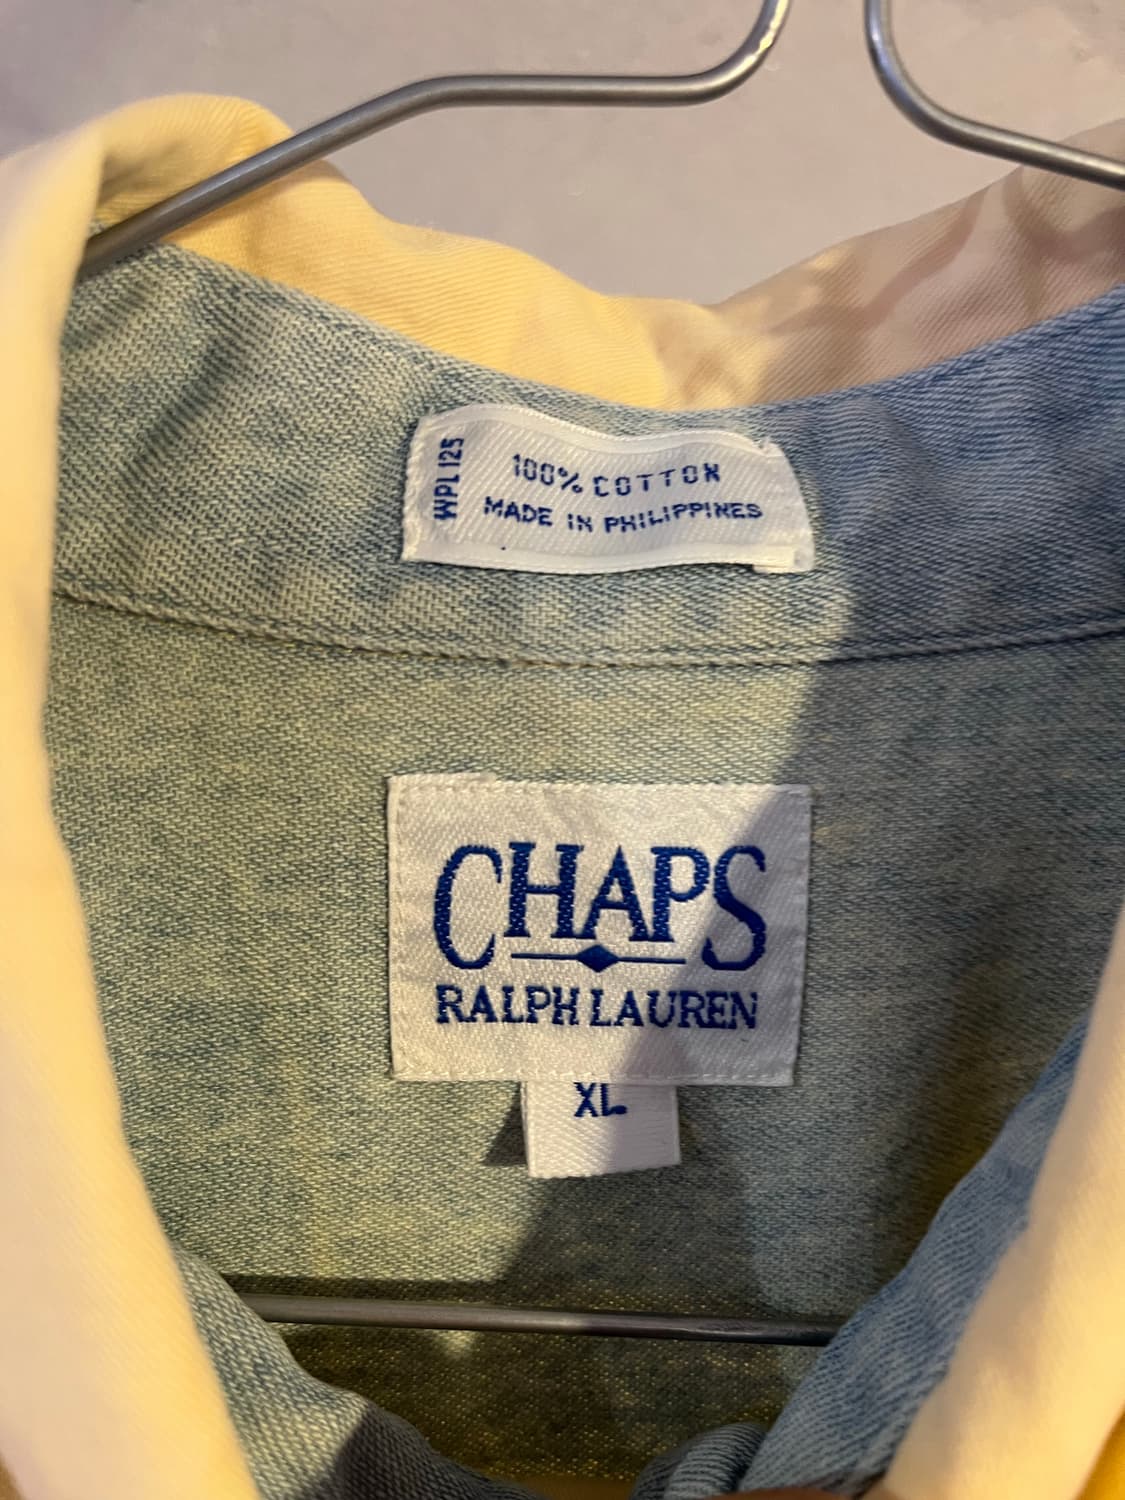 WPL 125
100% COTTON
MADE IN PHILIPPINES
CHAPS
RALPH LAUREN
XL